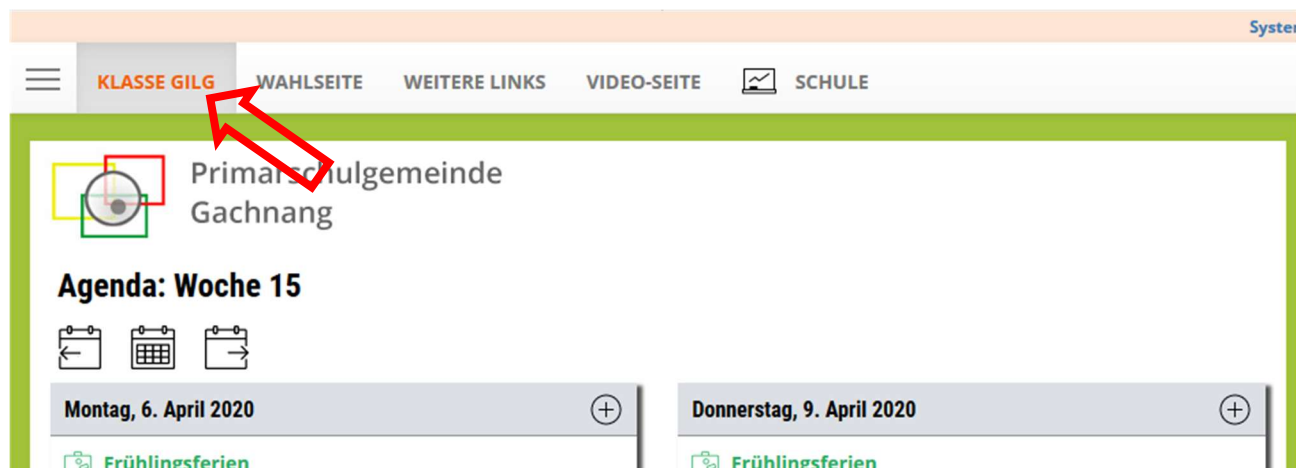 KLASSE GILG WAHLSEITE WEITERE LINKS VIDEO-SEITE SCHULE
Primarschulgemeinde
Gachnang
Agenda: Woche 15
Montag, 6. April 2020
Frühlingsferien
Donnerstag, 9. April 2020
Frühlingsferien